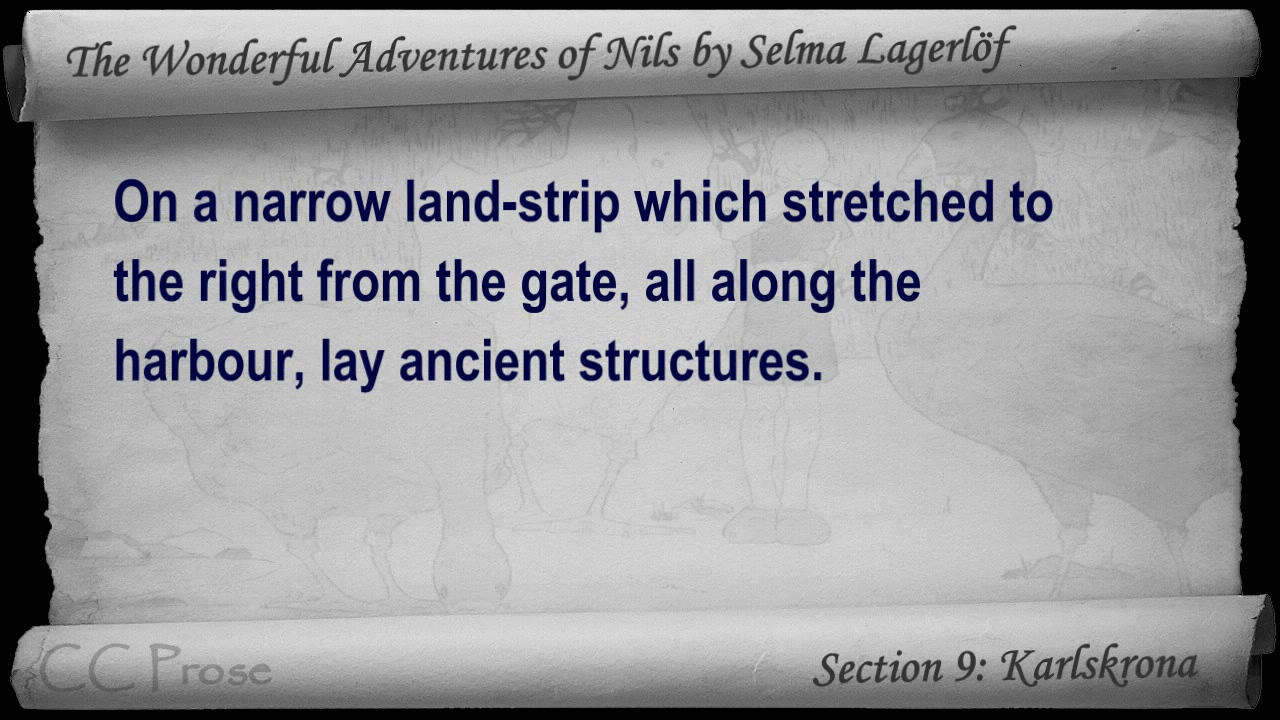 The Wonderful Adventures of Nils by Selma Lagerlöf
On a narrow land-strip which stretched to
the right from the gate, all along the
harbour, lay ancient structures.
CC Prose
Section 9: Karlskrona